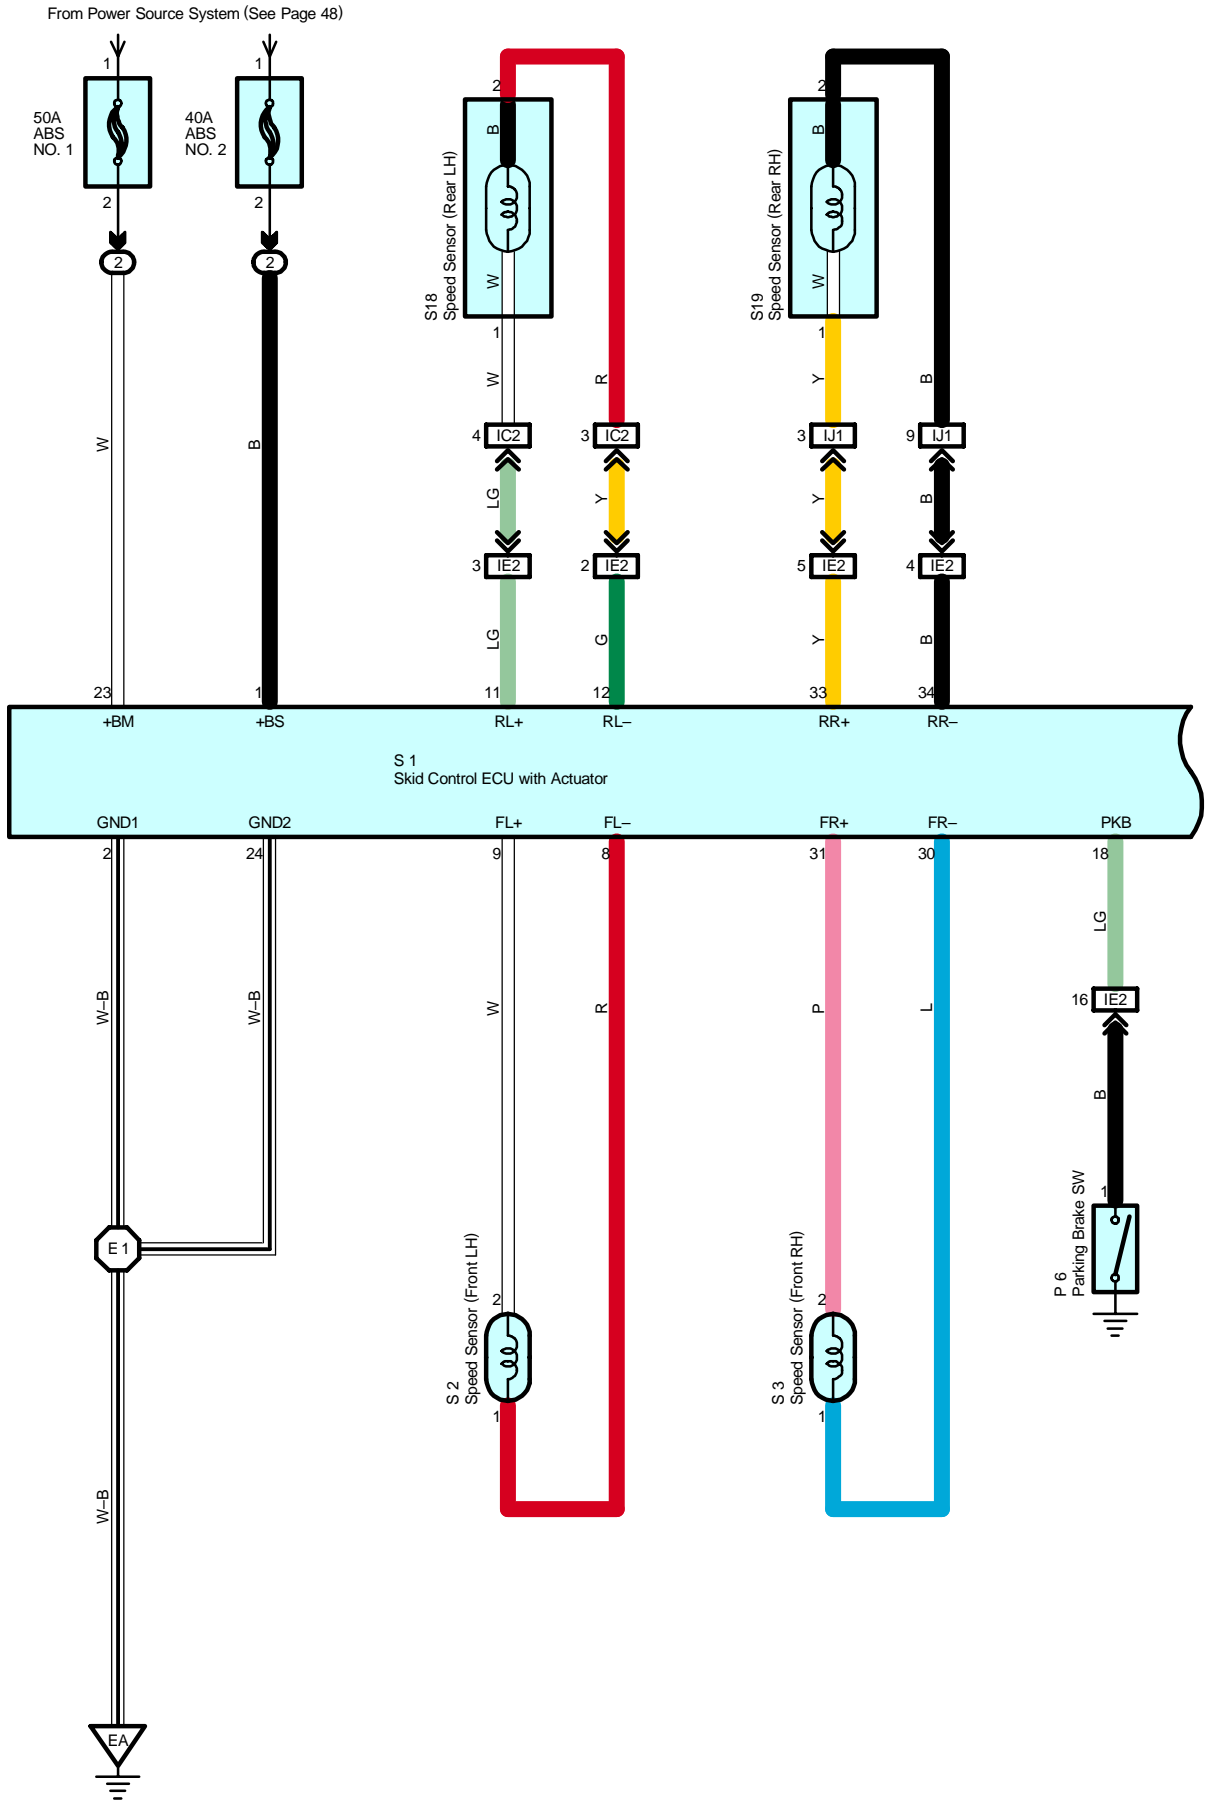 From Power Source System (See Page 48)
1
1
2
2
50A
ABS
NO. 1
40A
ABS
NO. 2
B
B
S18
Speed Sensor (Rear LH)
S19
Speed Sensor (Rear RH)
2
2
2
2
W
W
1
1
W
R
Y
B
4 IC2
3 IC2
3 IJ1
9 IJ1
W
B
LG
Y
Y
B
3 IE2
2 IE2
5 IE2
4 IE2
LG
G
Y
B
23
1
11
12
33
34
+BM
+BS
RL+
RL–
RR+
RR–
S 1
Skid Control ECU with Actuator
GND1
GND2
FL+
FL–
FR+
FR–
PKB
2
24
9
8
31
30
18
LG
W–B
W–B
W
R
P
L
16 IE2
B
1
P 6
Parking Brake SW
E 1
S 2
Speed Sensor (Front LH)
S 3
Speed Sensor (Front RH)
2
2
1
1
W–B
EA